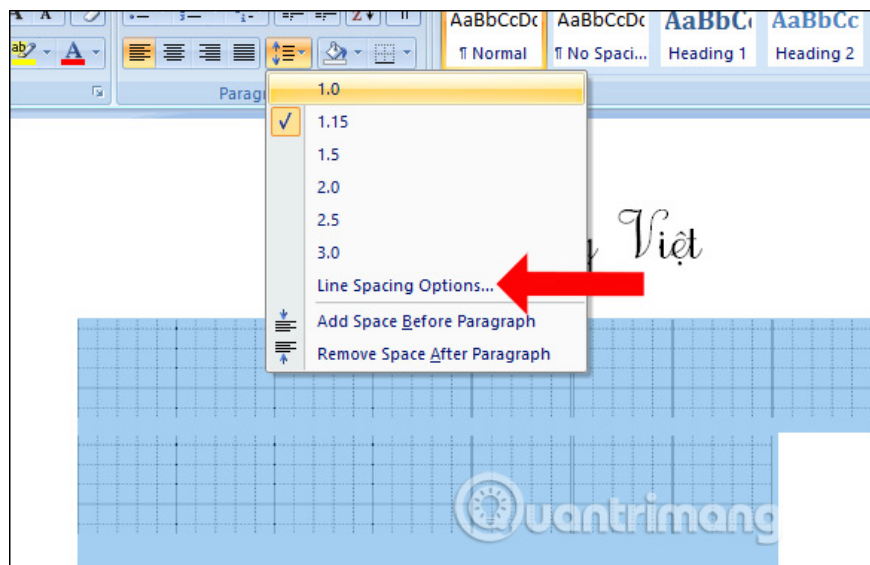 AaBbCcDc AaBbCcDc AaBbC AaBbCc
¶ Normal ¶ No Spaci... Heading 1 Heading 2
Paragr
1.0
1.15
1.5
2.0
2.5
3.0
Việt
Line Spacing Options...
Add Space Before Paragraph
Remove Space After Paragraph
Quantrimang